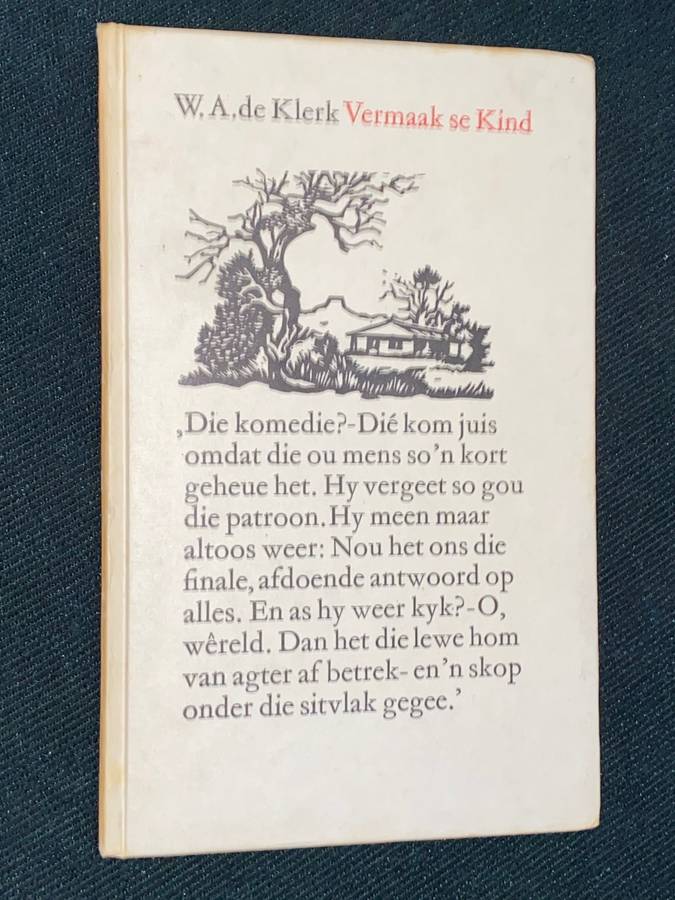 W. A. de Klerk Vermaak se Kind
‚Die komedie?-Dié kom juis
omdat die ou mens so'n kort
geheue het. Hy vergeet so gou
die patroon. Hy meen maar
altoos weer: Nou het ons die
finale, afdoende antwoord op
alles. En as hy weer kyk?-O,
wêreld. Dan het die lewe hom
van agter af betrek-en'n skop
onder die sitvlak gegee.’